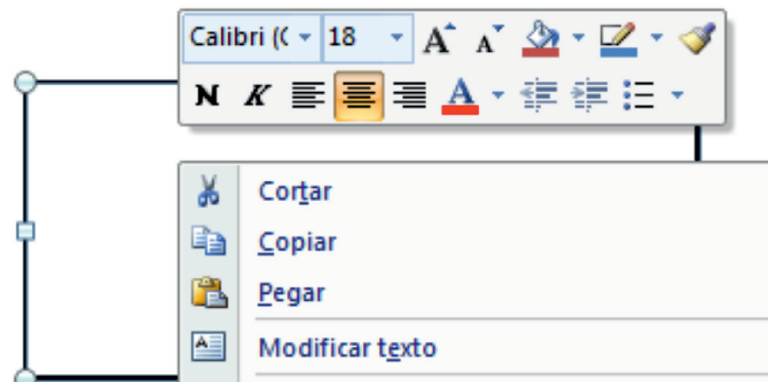 Calibri (C 18 A A
N K A
Cortar
Copiar
Pegar
Modificar texto